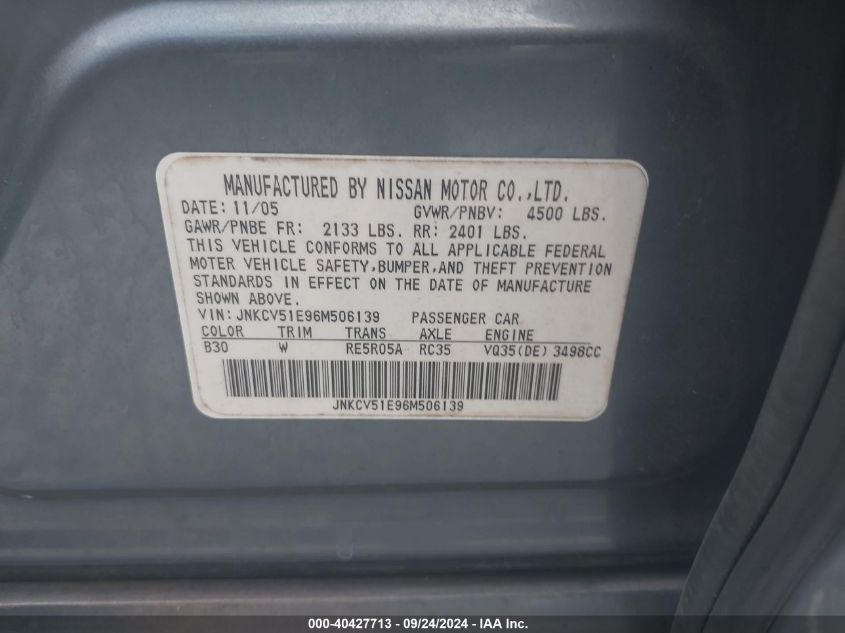 MANUFACTURED BY NISSAN MOTOR CO.,LTD.
DATE: 11/05 GVWR/PNBV: 4500 LBS.
GAWR/PNBE FR: 2133 LBS. RR: 2401 LBS.
THIS VEHICLE CONFORMS TO ALL APPLICABLE FEDERAL
MOTER VEHICLE SAFETY,BUMPER,AND THEFT PREVENTION
STANDARDS IN EFFECT ON THE DATE OF MANUFACTURE
SHOWN ABOVE.
VIN: JNKCV51E96M506139 PASSENGER CAR
COLOR TRIM TRANS AXLE ENGINE
B30 W RE5R05A RC35 VQ35(DE) 3498CC
JNKCV51E96M506139
000-40427713 - 09/24/2024 - IAA Inc.